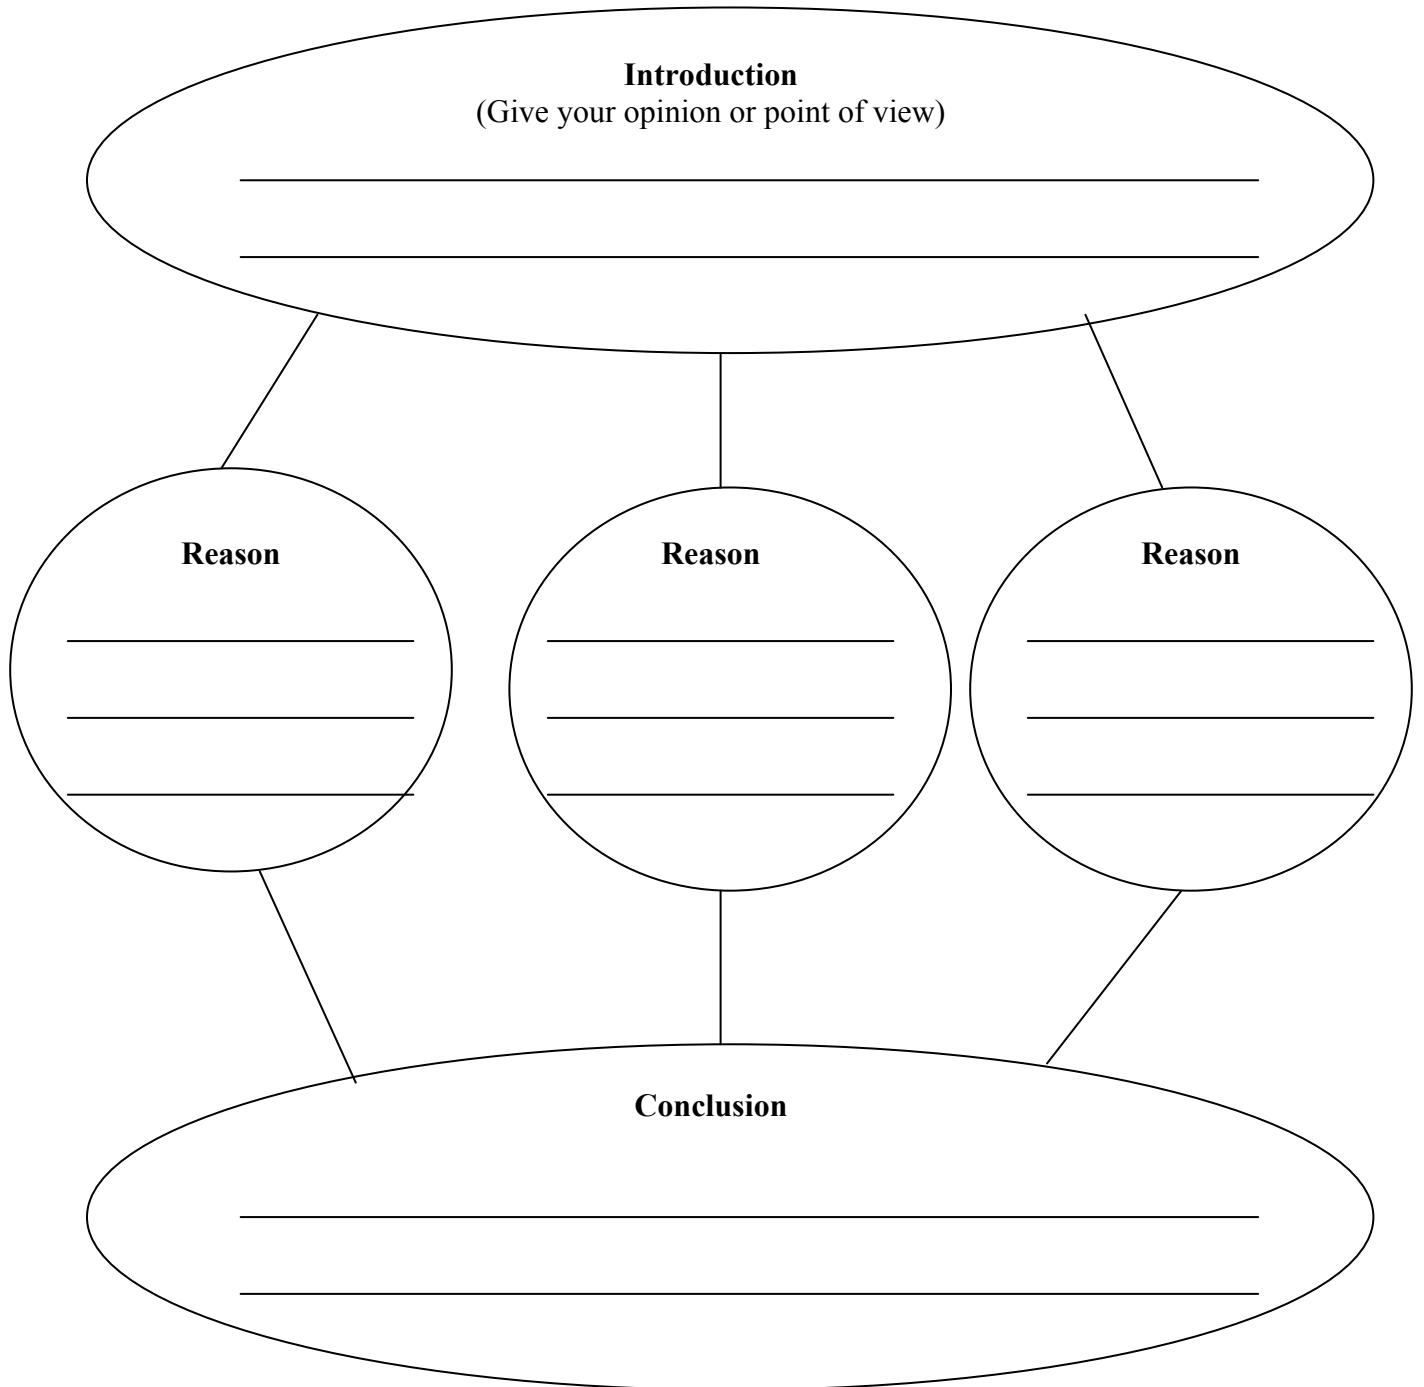 Introduction
(Give your opinion or point of view)
Reason
Reason
Reason
Conclusion